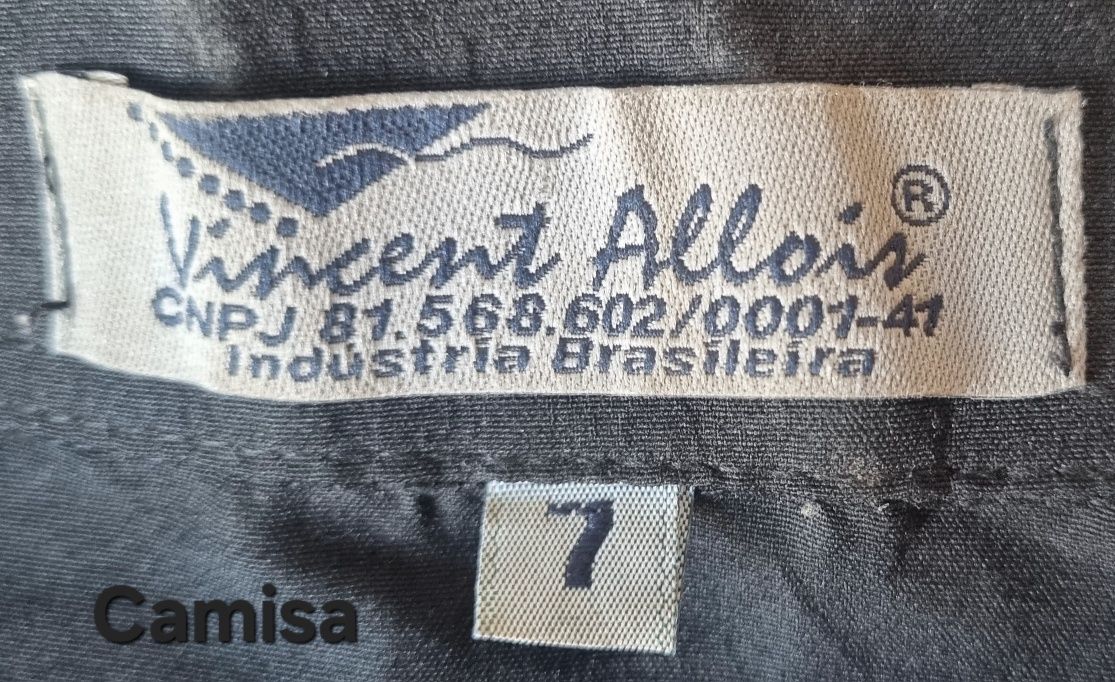 Vincent Allois ®
CNPJ 81.568.602/0001-41
Indústria Brasileira
7
Camisa